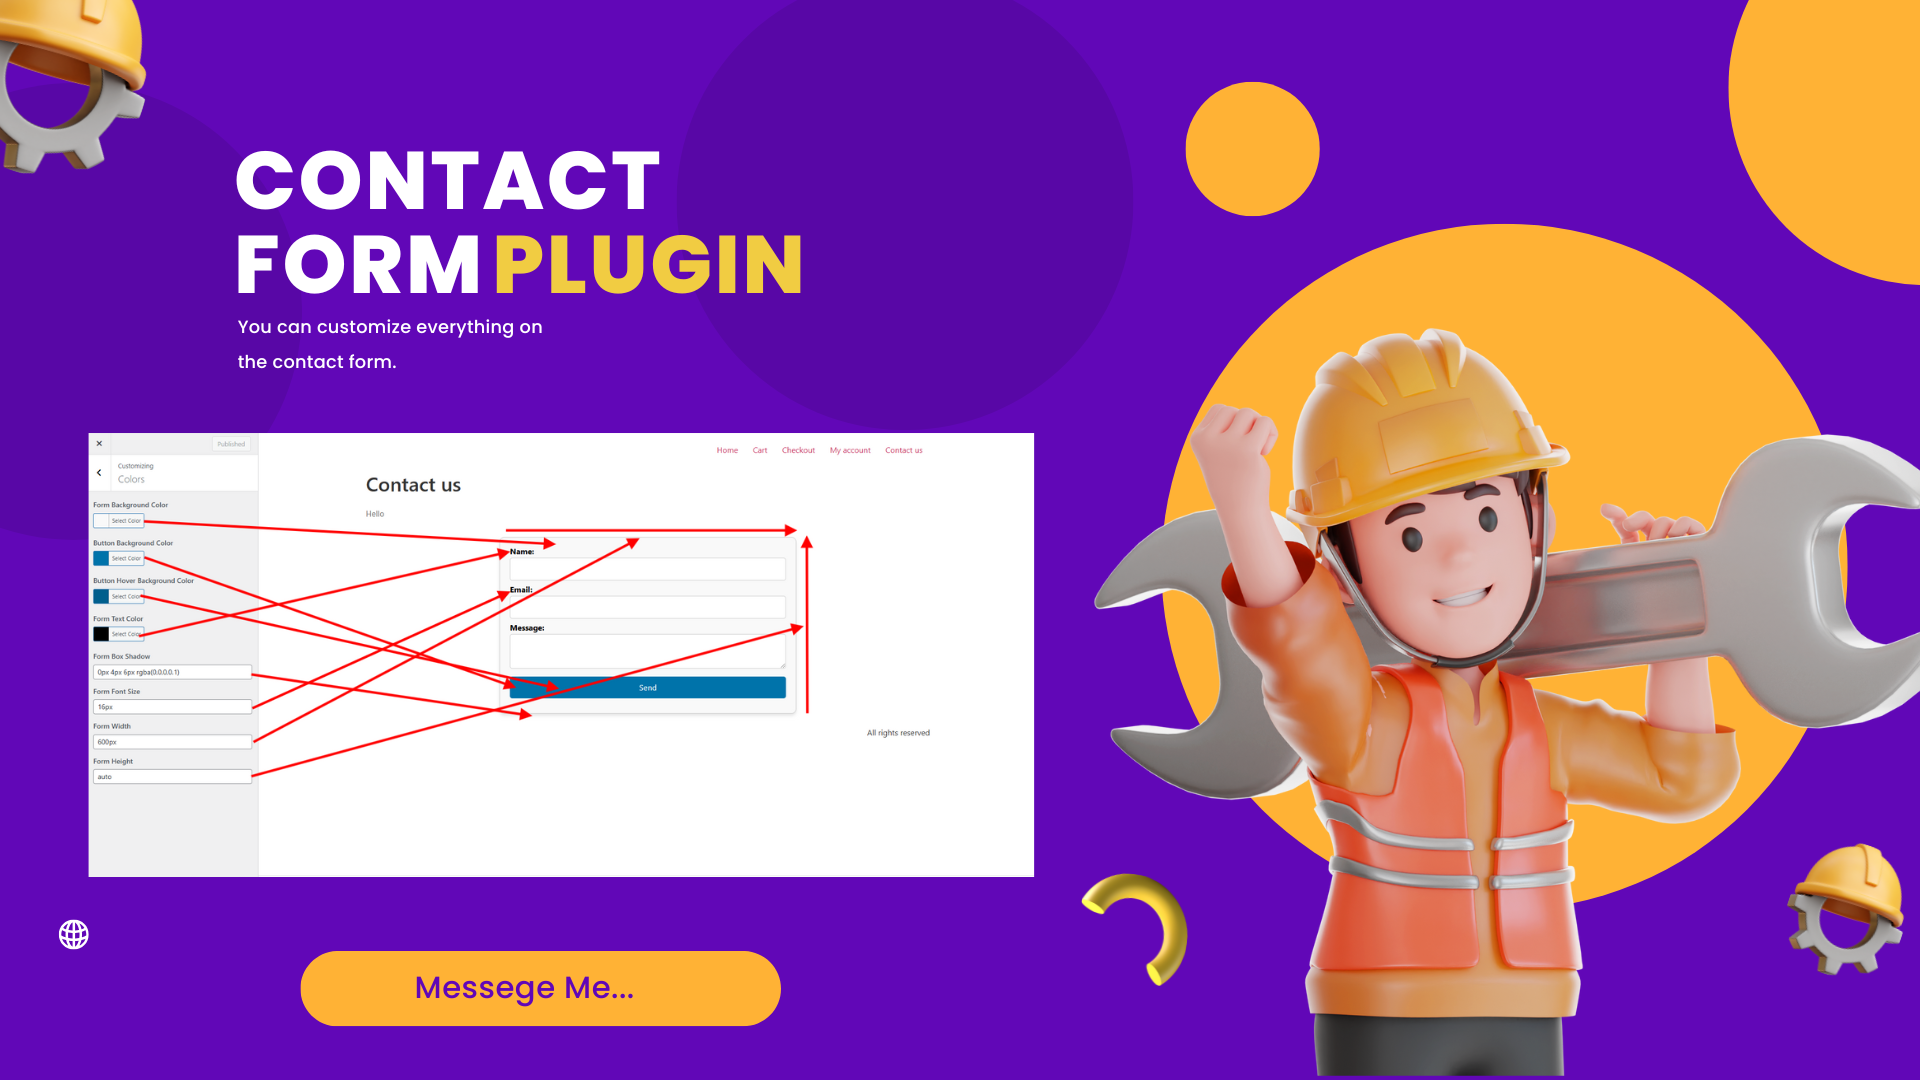 CONTACT
FORM PLUGIN
You can customize everything on
the contact form.
Published
Customizing
Colors
Form Background Color
Select Color
Button Background Color
Select Color
Button Hover Background Color
Select Color
Form Text Color
Select Color
Form Box Shadow
0px 4px 6px rgba(0,0,0,0.1)
Form Font Size
16px
Form Width
600px
Form Height
auto
Home Cart Checkout My account Contact us
Contact us
Hello
Name:
Email:
Message:
Send
All rights reserved
Messege Me...